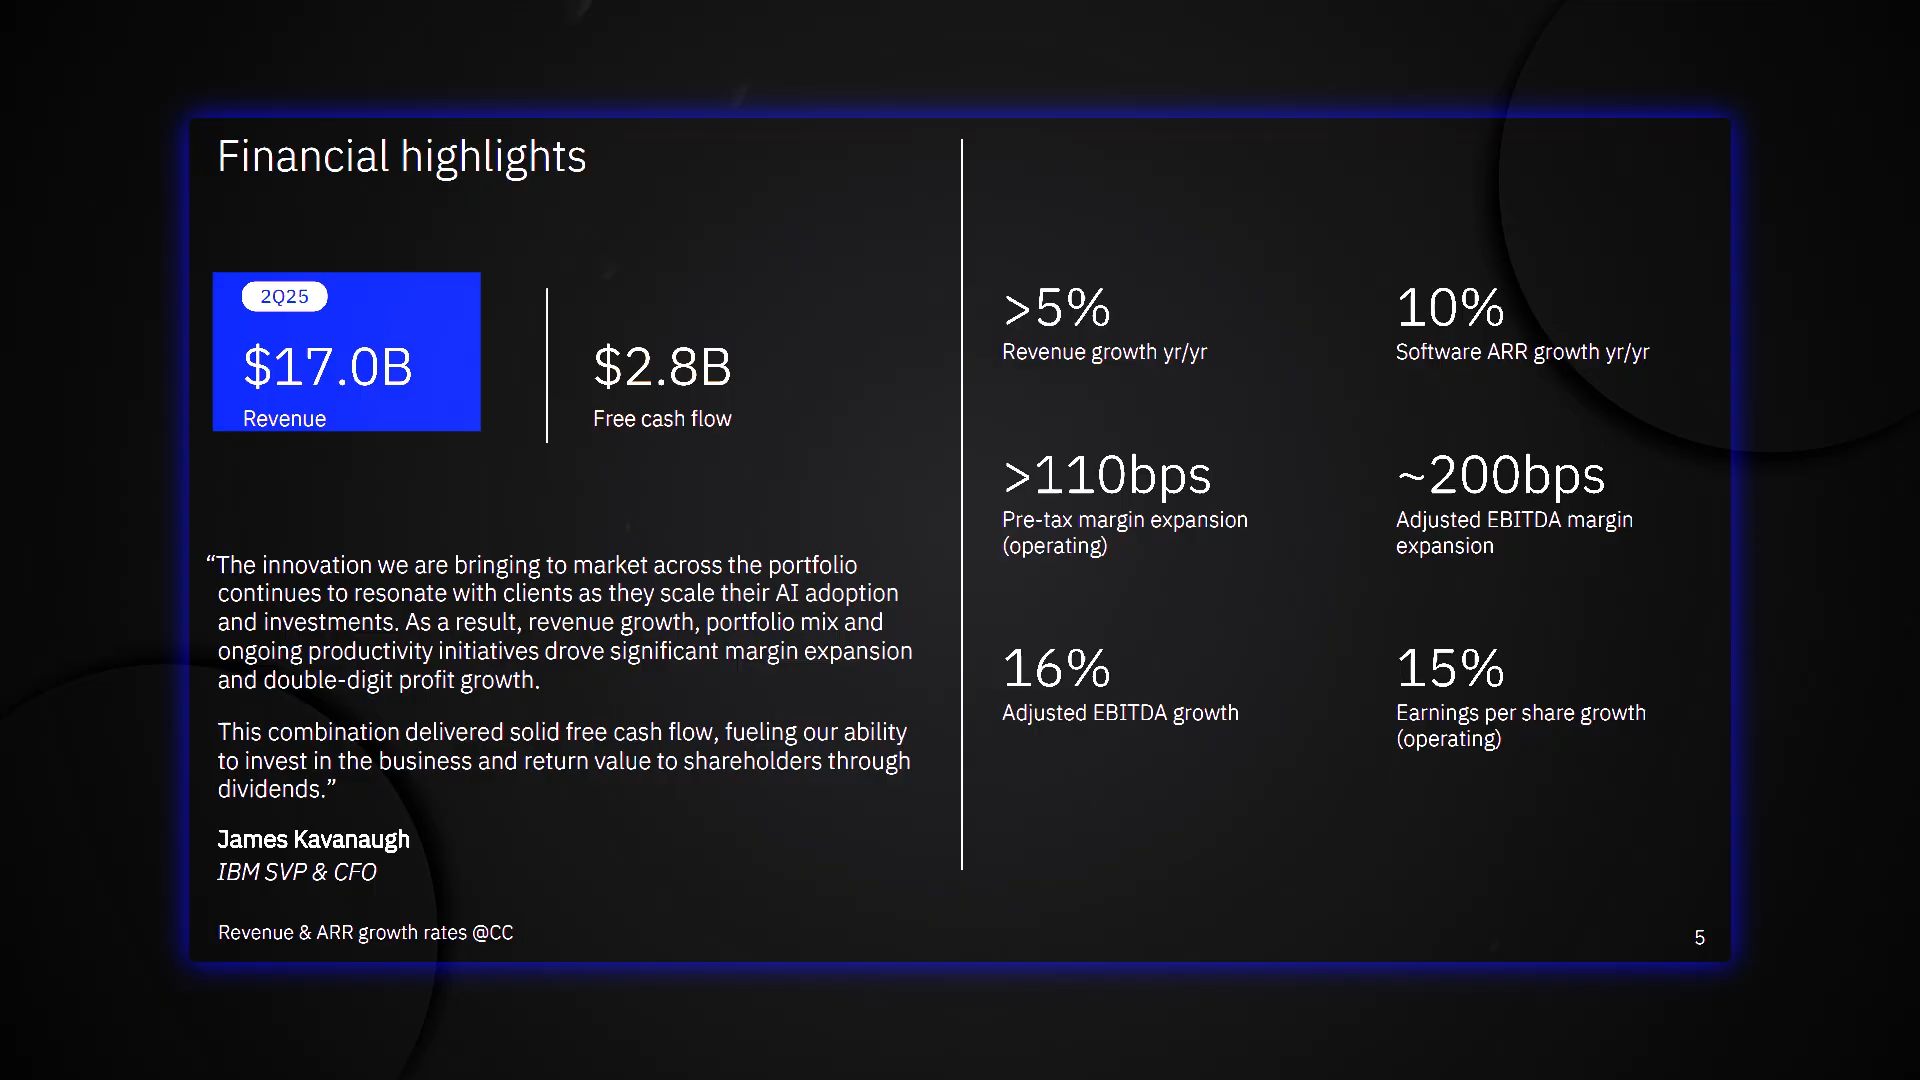 Financial highlights
2Q25
$17.0B
Revenue
$2.8B
Free cash flow
“The innovation we are bringing to market across the portfolio
continues to resonate with clients as they scale their AI adoption
and investments. As a result, revenue growth, portfolio mix and
ongoing productivity initiatives drove significant margin expansion
and double-digit profit growth.
This combination delivered solid free cash flow, fueling our ability
to invest in the business and return value to shareholders through
dividends.”
James Kavanaugh
IBM SVP & CFO
Revenue & ARR growth rates @CC
>5%
Revenue growth yr/yr
10%
Software ARR growth yr/yr
>110bps
Pre-tax margin expansion
(operating)
~200bps
Adjusted EBITDA margin
expansion
16%
Adjusted EBITDA growth
15%
Earnings per share growth
(operating)
5